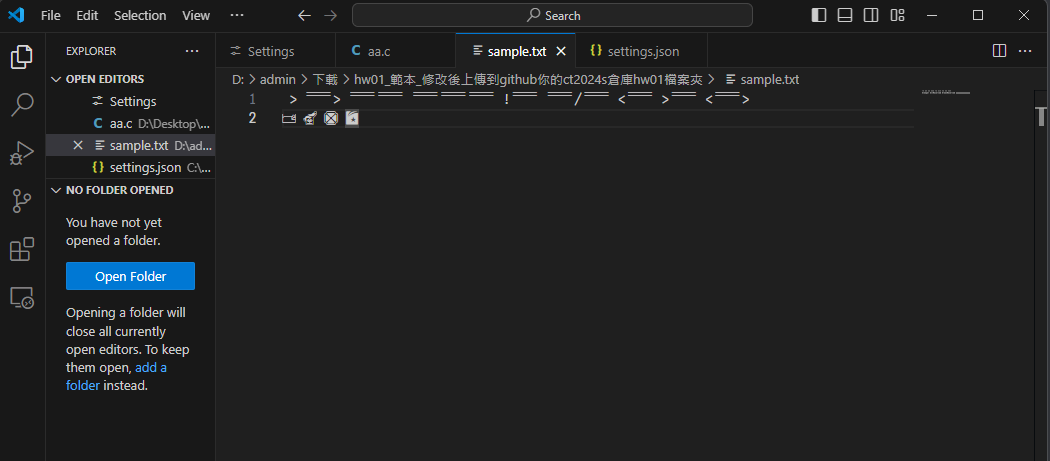 File Edit Selection View ··· Search
EXPLORER ···
Settings aa.c sample.txt settings.json ···
OPEN EDITORS
D: > admin > 下載 > hw01_範本_修改後上傳到github你的ct2024s倉庫hw01檔案夾 > sample.txt
Settings
aa.c D:\Desktop\...
sample.txt D:\ad...
settings.json C:\...
1
2
NO FOLDER OPENED
You have not yet
opened a folder.
Open Folder
Opening a folder will
close all currently
open editors. To keep
them open, add a
folder instead.